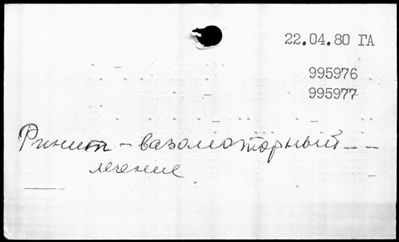 22.04.80 ГА
995976
995977
Ринит - вазомоторный -
лечение